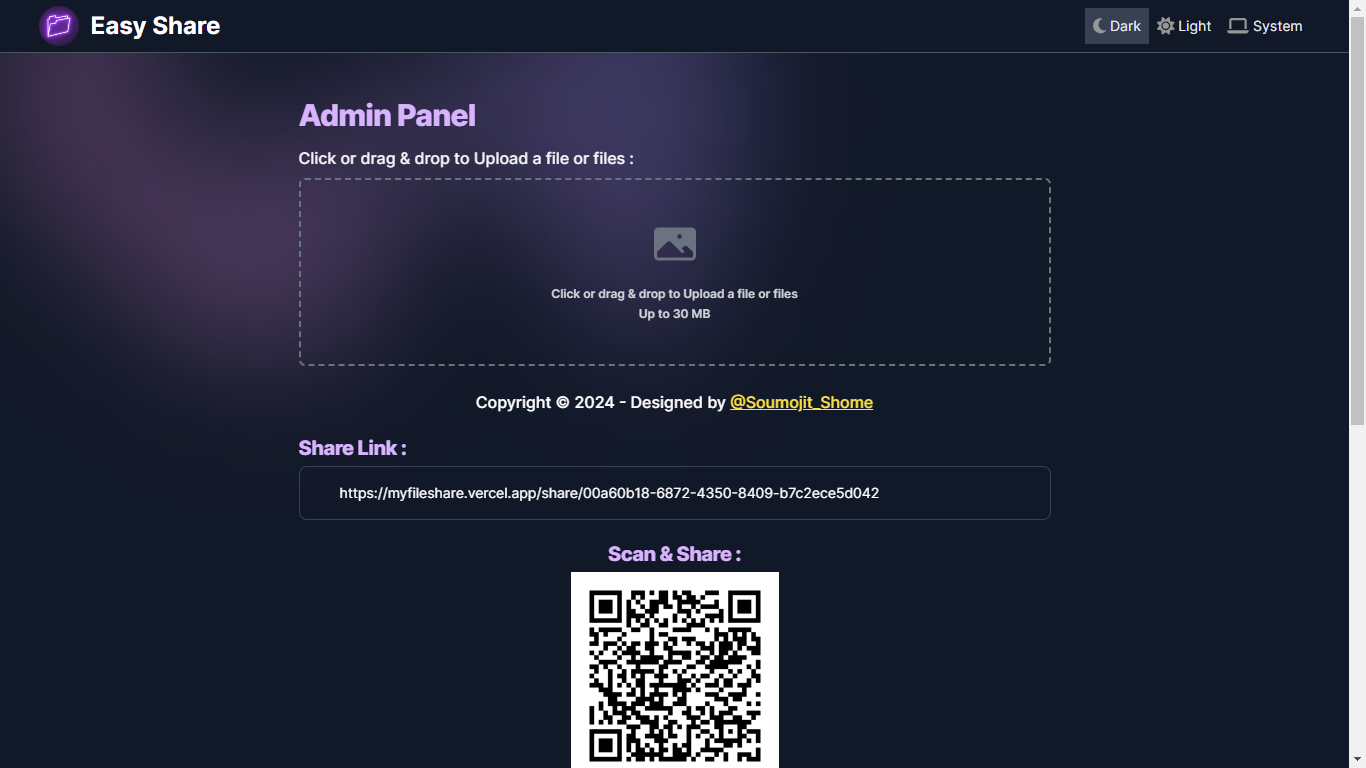 Easy Share
Dark
Light
System
Admin Panel
Click or drag & drop to Upload a file or files :
Click or drag & drop to Upload a file or files
Up to 30 MB
Copyright © 2024 - Designed by @Soumojit_Shome
Share Link :
https://myfileshare.vercel.app/share/00a60b18-6872-4350-8409-b7c2ece5d042
Scan & Share :